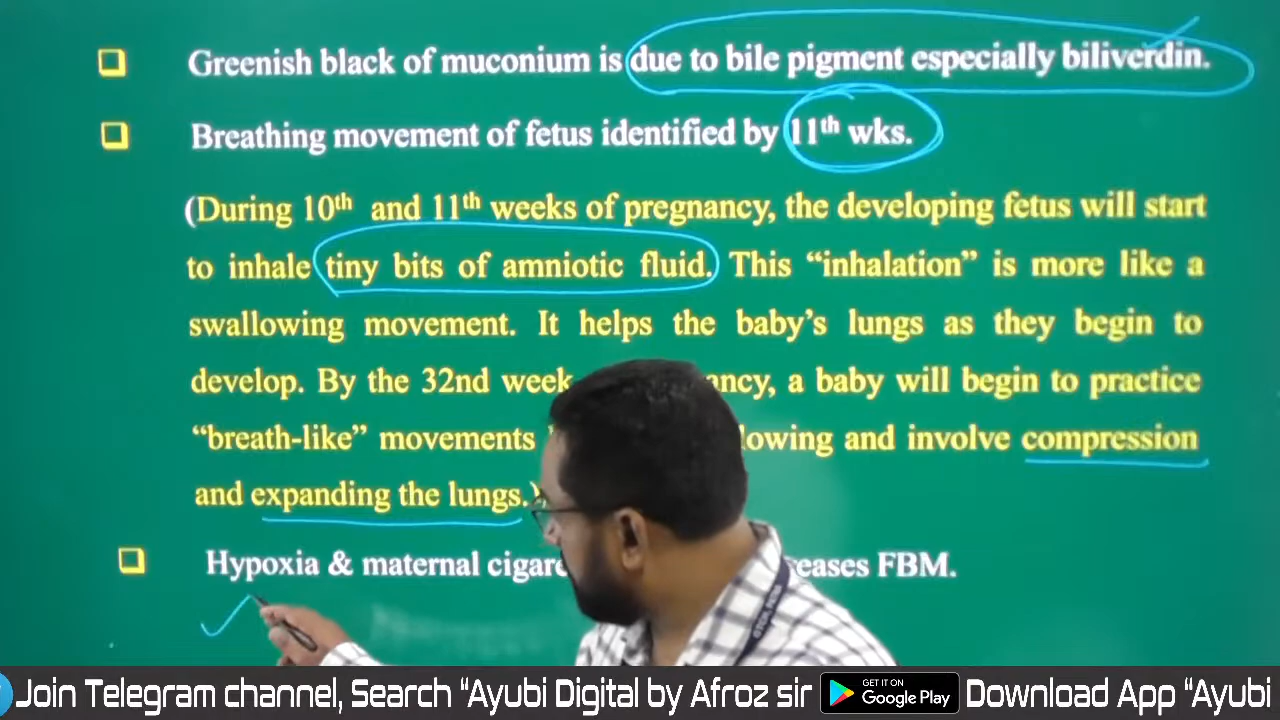 Greenish black of muconium is due to bile pigment especially biliverdin.
Breathing movement of fetus identified by 11th wks.
(During 10th and 11th weeks of pregnancy, the developing fetus will start
to inhale tiny bits of amniotic fluid. This “inhalation” is more like a
swallowing movement. It helps the baby’s lungs as they begin to
develop. By the 32nd week ancy, a baby will begin to practice
“breath-like” movements lowing and involve compression
and expanding the lungs.)
Hypoxia & maternal cigare eases FBM.
Join Telegram channel, Search “Ayubi Digital by Afroz sir GET IT ON Google Play Download App “Ayubi